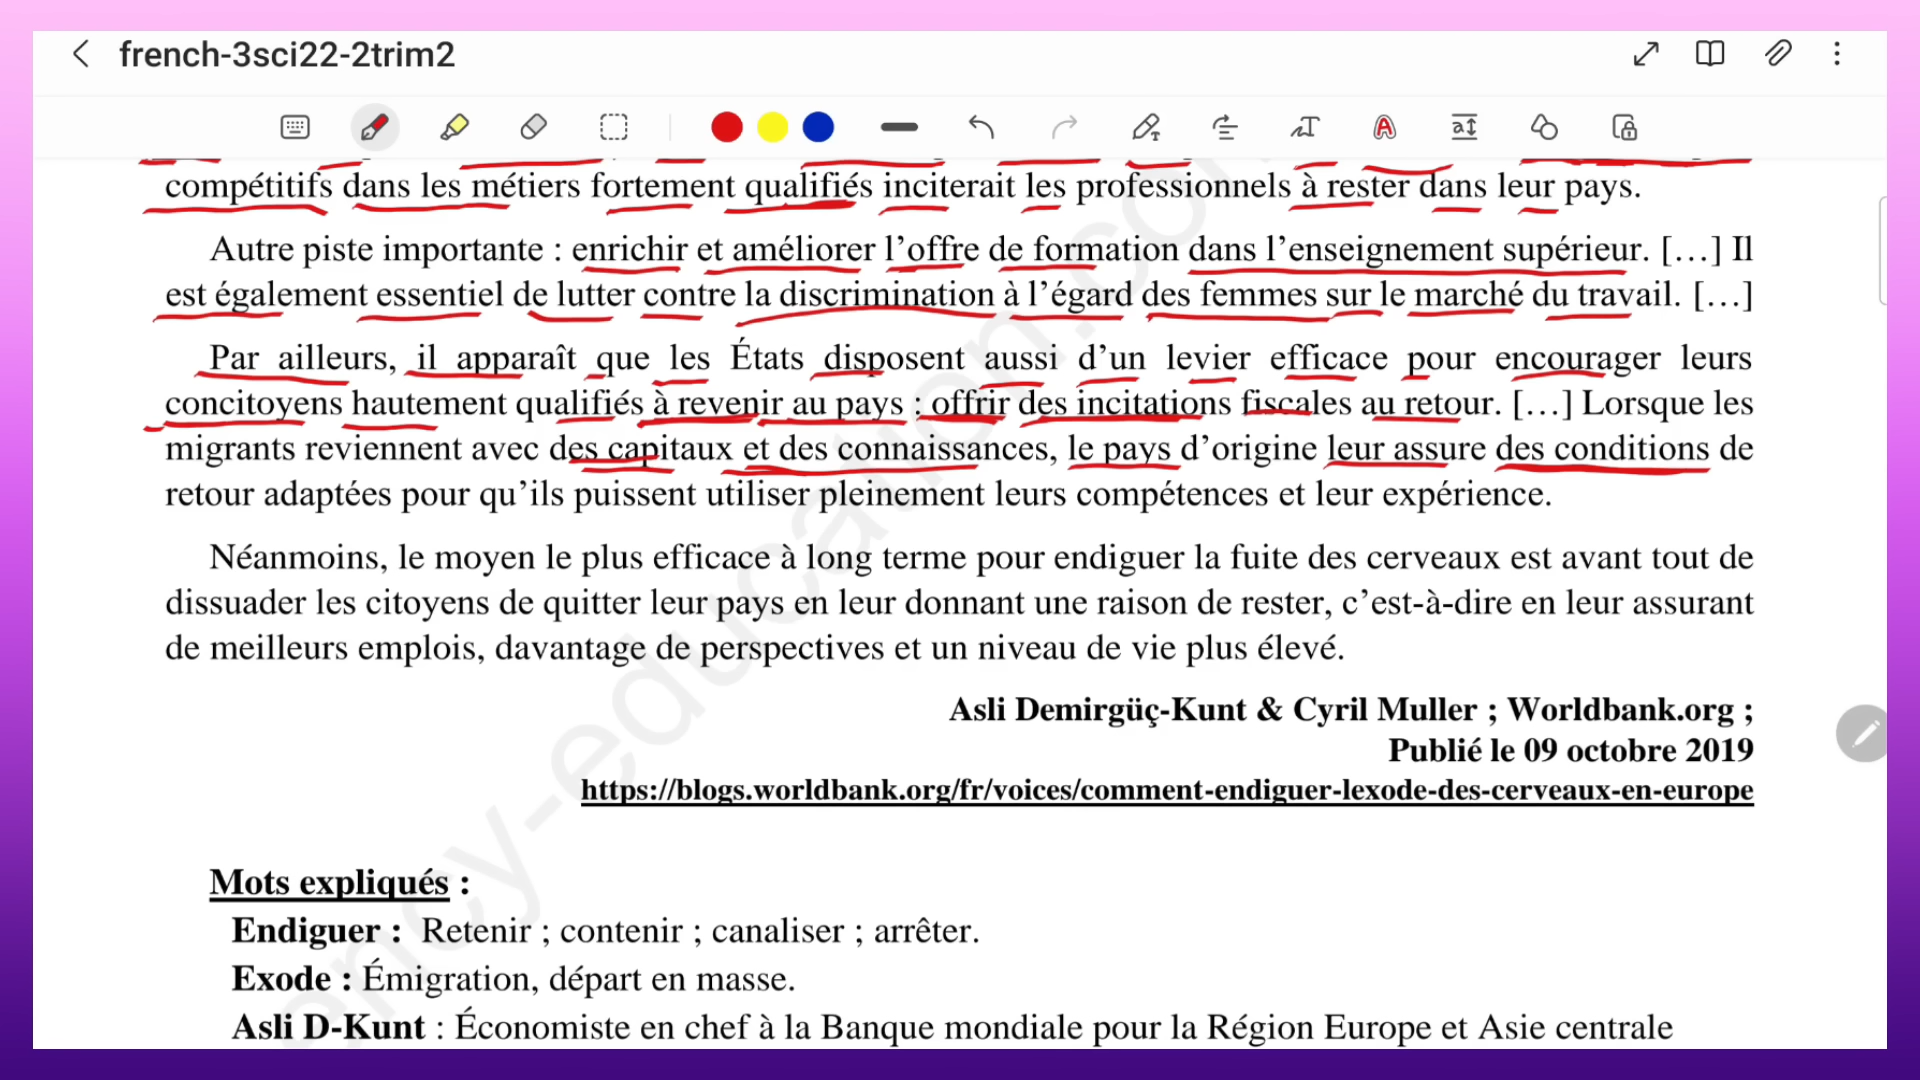 french-3sci22-2trim2
compétitifs dans les métiers fortement qualifiés inciterait les professionnels à rester dans leur pays.
Autre piste importante : enrichir et améliorer l’offre de formation dans l’enseignement supérieur. […] Il
est également essentiel de lutter contre la discrimination à l’égard des femmes sur le marché du travail. […]
Par ailleurs, il apparaît que les États disposent aussi d’un levier efficace pour encourager leurs
concitoyens hautement qualifiés à revenir au pays : offrir des incitations fiscales au retour. […] Lorsque les
migrants reviennent avec des capitaux et des connaissances, le pays d’origine leur assure des conditions de
retour adaptées pour qu’ils puissent utiliser pleinement leurs compétences et leur expérience.
Néanmoins, le moyen le plus efficace à long terme pour endiguer la fuite des cerveaux est avant tout de
dissuader les citoyens de quitter leur pays en leur donnant une raison de rester, c’est-à-dire en leur assurant
de meilleurs emplois, davantage de perspectives et un niveau de vie plus élevé.
Asli Demirgüç-Kunt & Cyril Muller ; Worldbank.org ;
Publié le 09 octobre 2019
https://blogs.worldbank.org/fr/voices/comment-endiguer-lexode-des-cerveaux-en-europe
Mots expliqués :
Endiguer : Retenir ; contenir ; canaliser ; arrêter.
Exode : Émigration, départ en masse.
Asli D-Kunt : Économiste en chef à la Banque mondiale pour la Région Europe et Asie centrale
ency-education.com